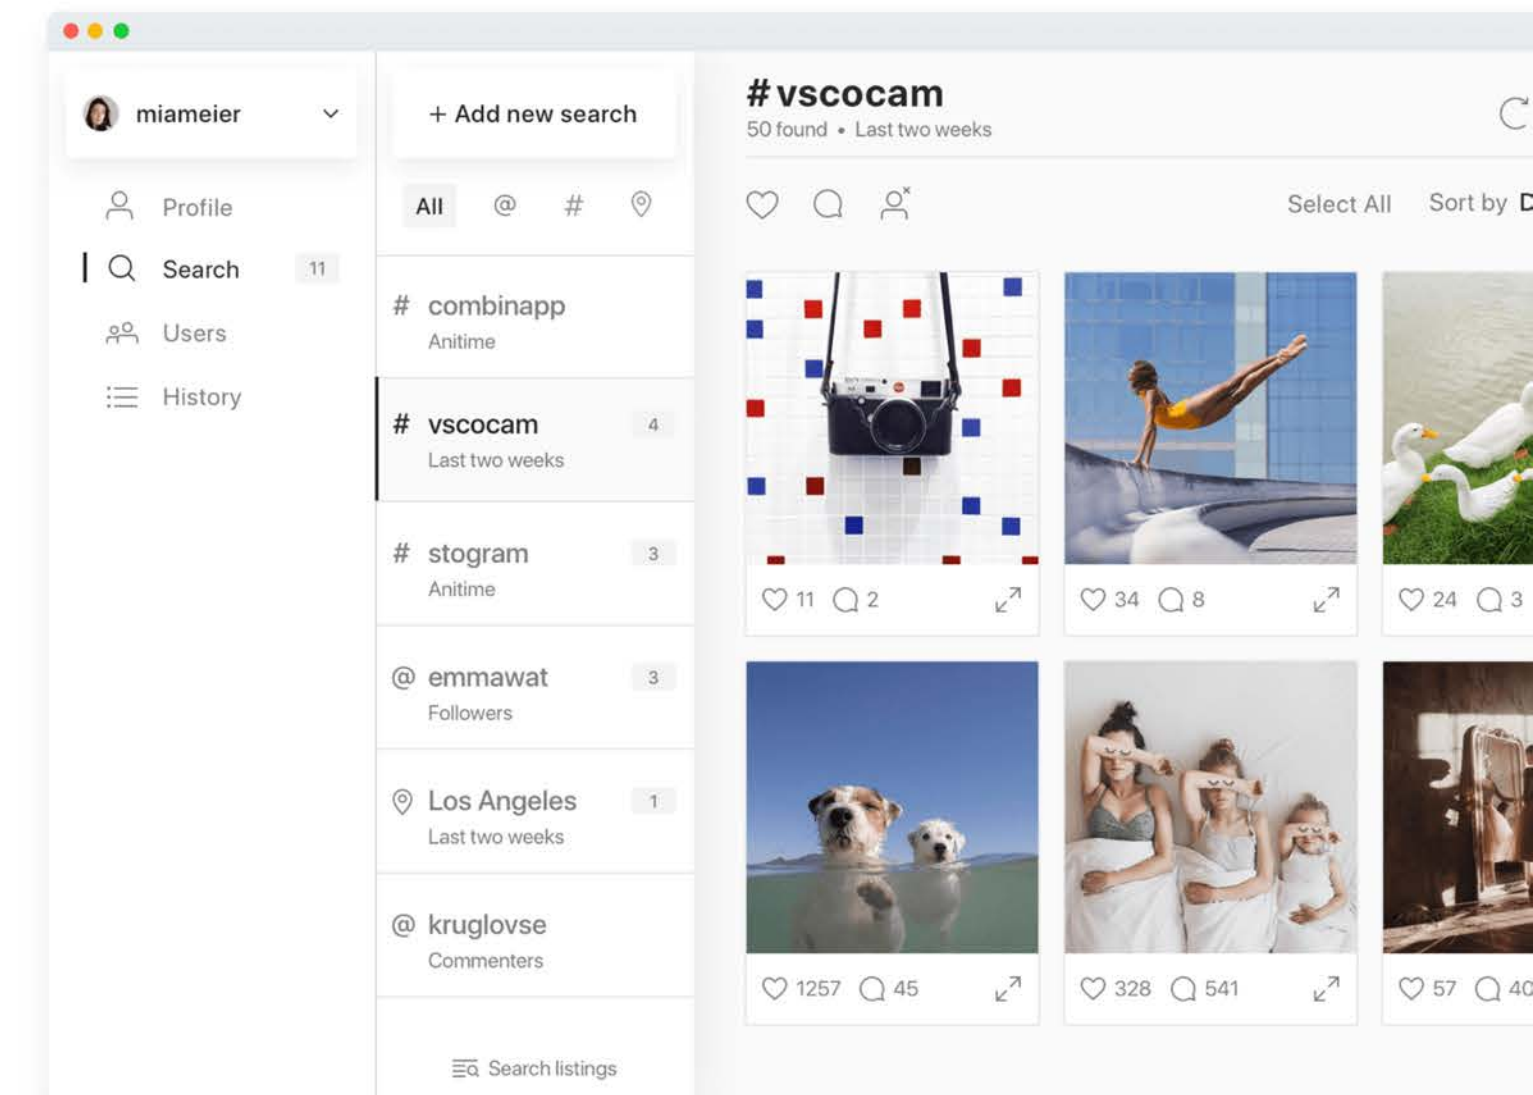 miameier
Profile
Search 11
Users
History
+ Add new search
All @ #
# combinapp
Anitime
# vscocam 4
Last two weeks
# stogram 3
Anitime
@ emmawat 3
Followers
Los Angeles 1
Last two weeks
@ kruglovse
Commenters
Search listings
#vscocam
50 found • Last two weeks
Select All Sort by D
11 2
34 8
24 3
1257 45
328 541
57 40